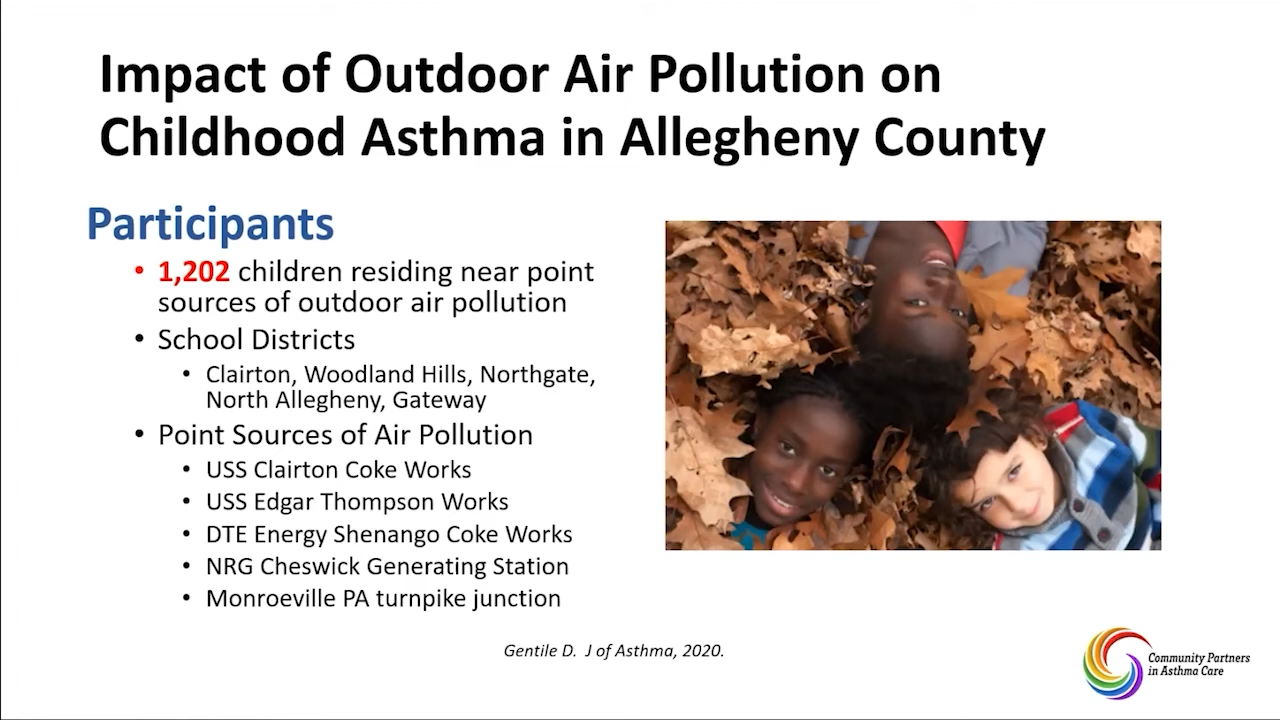 Impact of Outdoor Air Pollution on
Childhood Asthma in Allegheny County
Participants
• 1,202 children residing near point
sources of outdoor air pollution
• School Districts
• Clairton, Woodland Hills, Northgate,
North Allegheny, Gateway
• Point Sources of Air Pollution
• USS Clairton Coke Works
• USS Edgar Thompson Works
• DTE Energy Shenango Coke Works
• NRG Cheswick Generating Station
• Monroeville PA turnpike junction
Gentile D. J of Asthma, 2020.
Community Partners
in Asthma Care